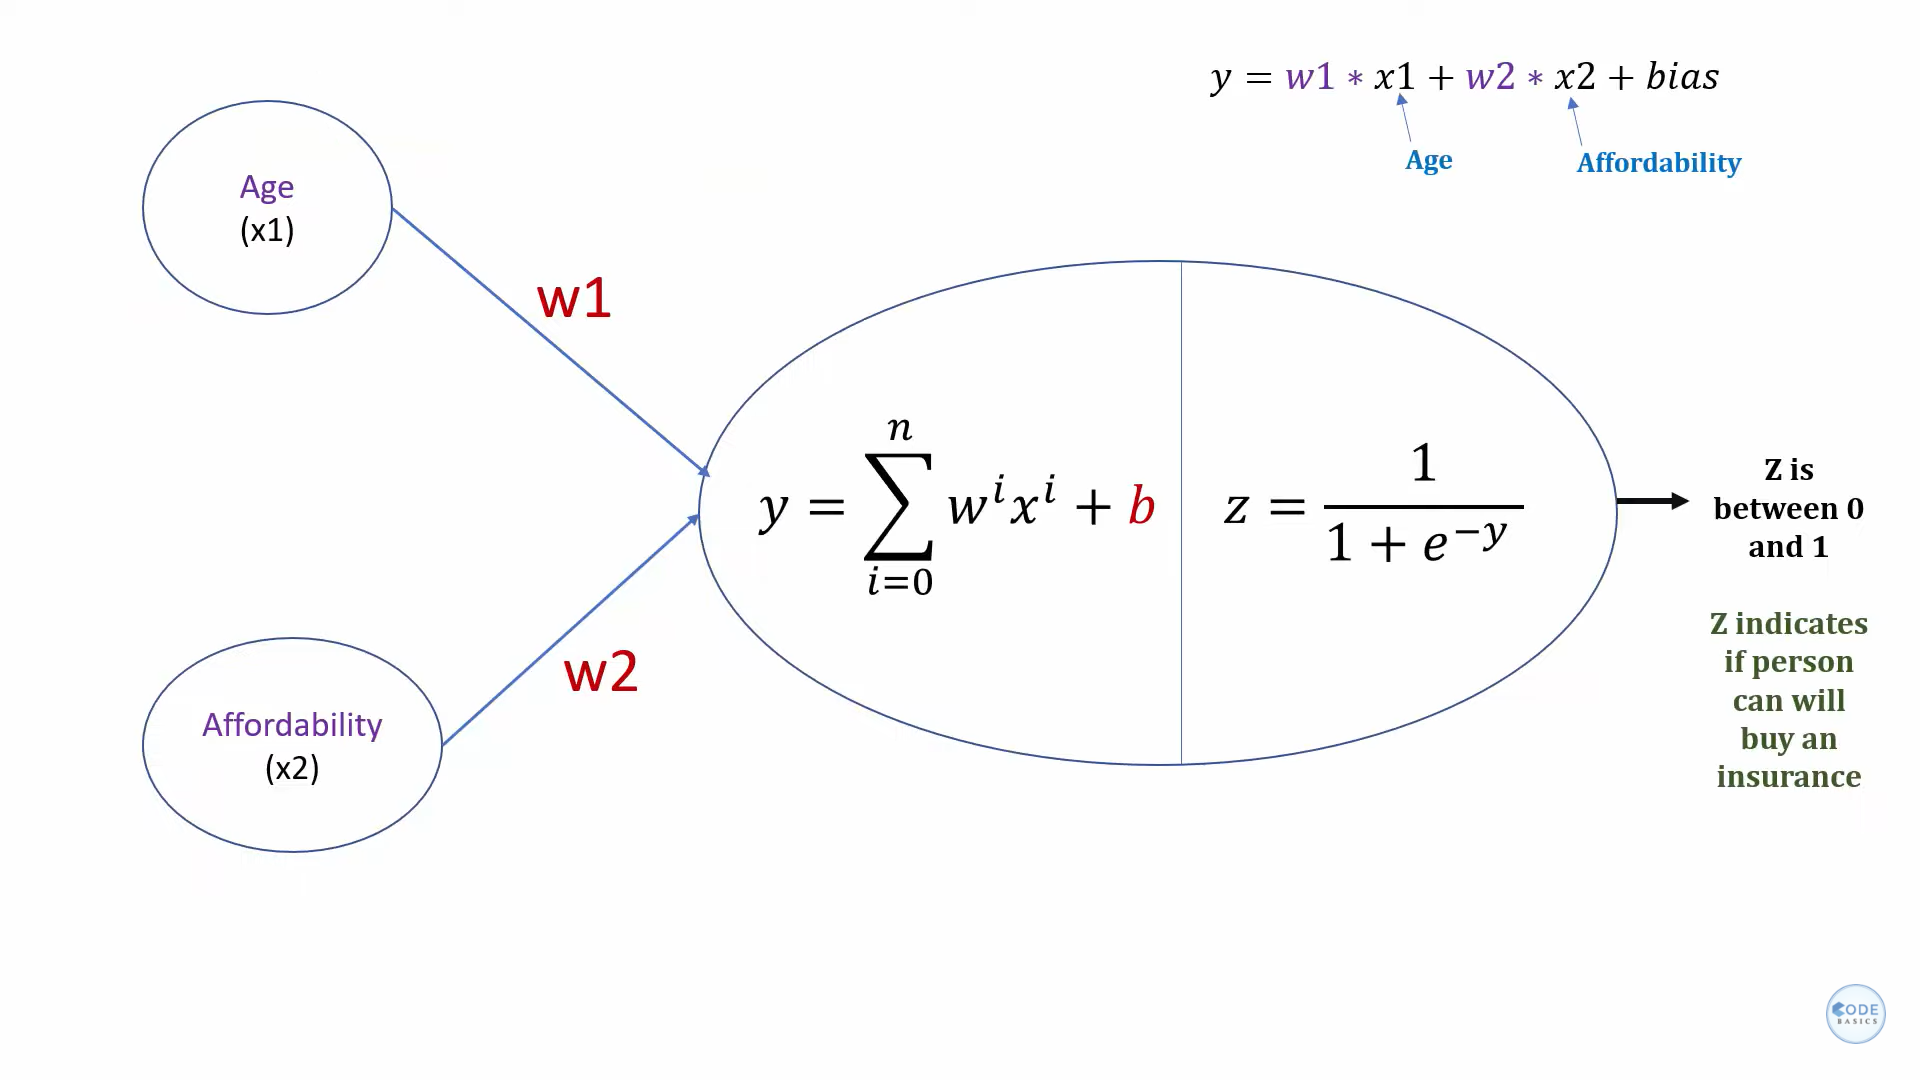 y = w1 ∗ x1 + w2 ∗ x2 + bias
Age
Affordability
Age
(x1)
w1
y = ∑_{i=0}^{n} w^i x^i + b
z = 1 / (1 + e^{−y})
Z is
between 0
and 1
Z indicates
if person
can will
buy an
insurance
w2
Affordability
(x2)
CODE
BASICS